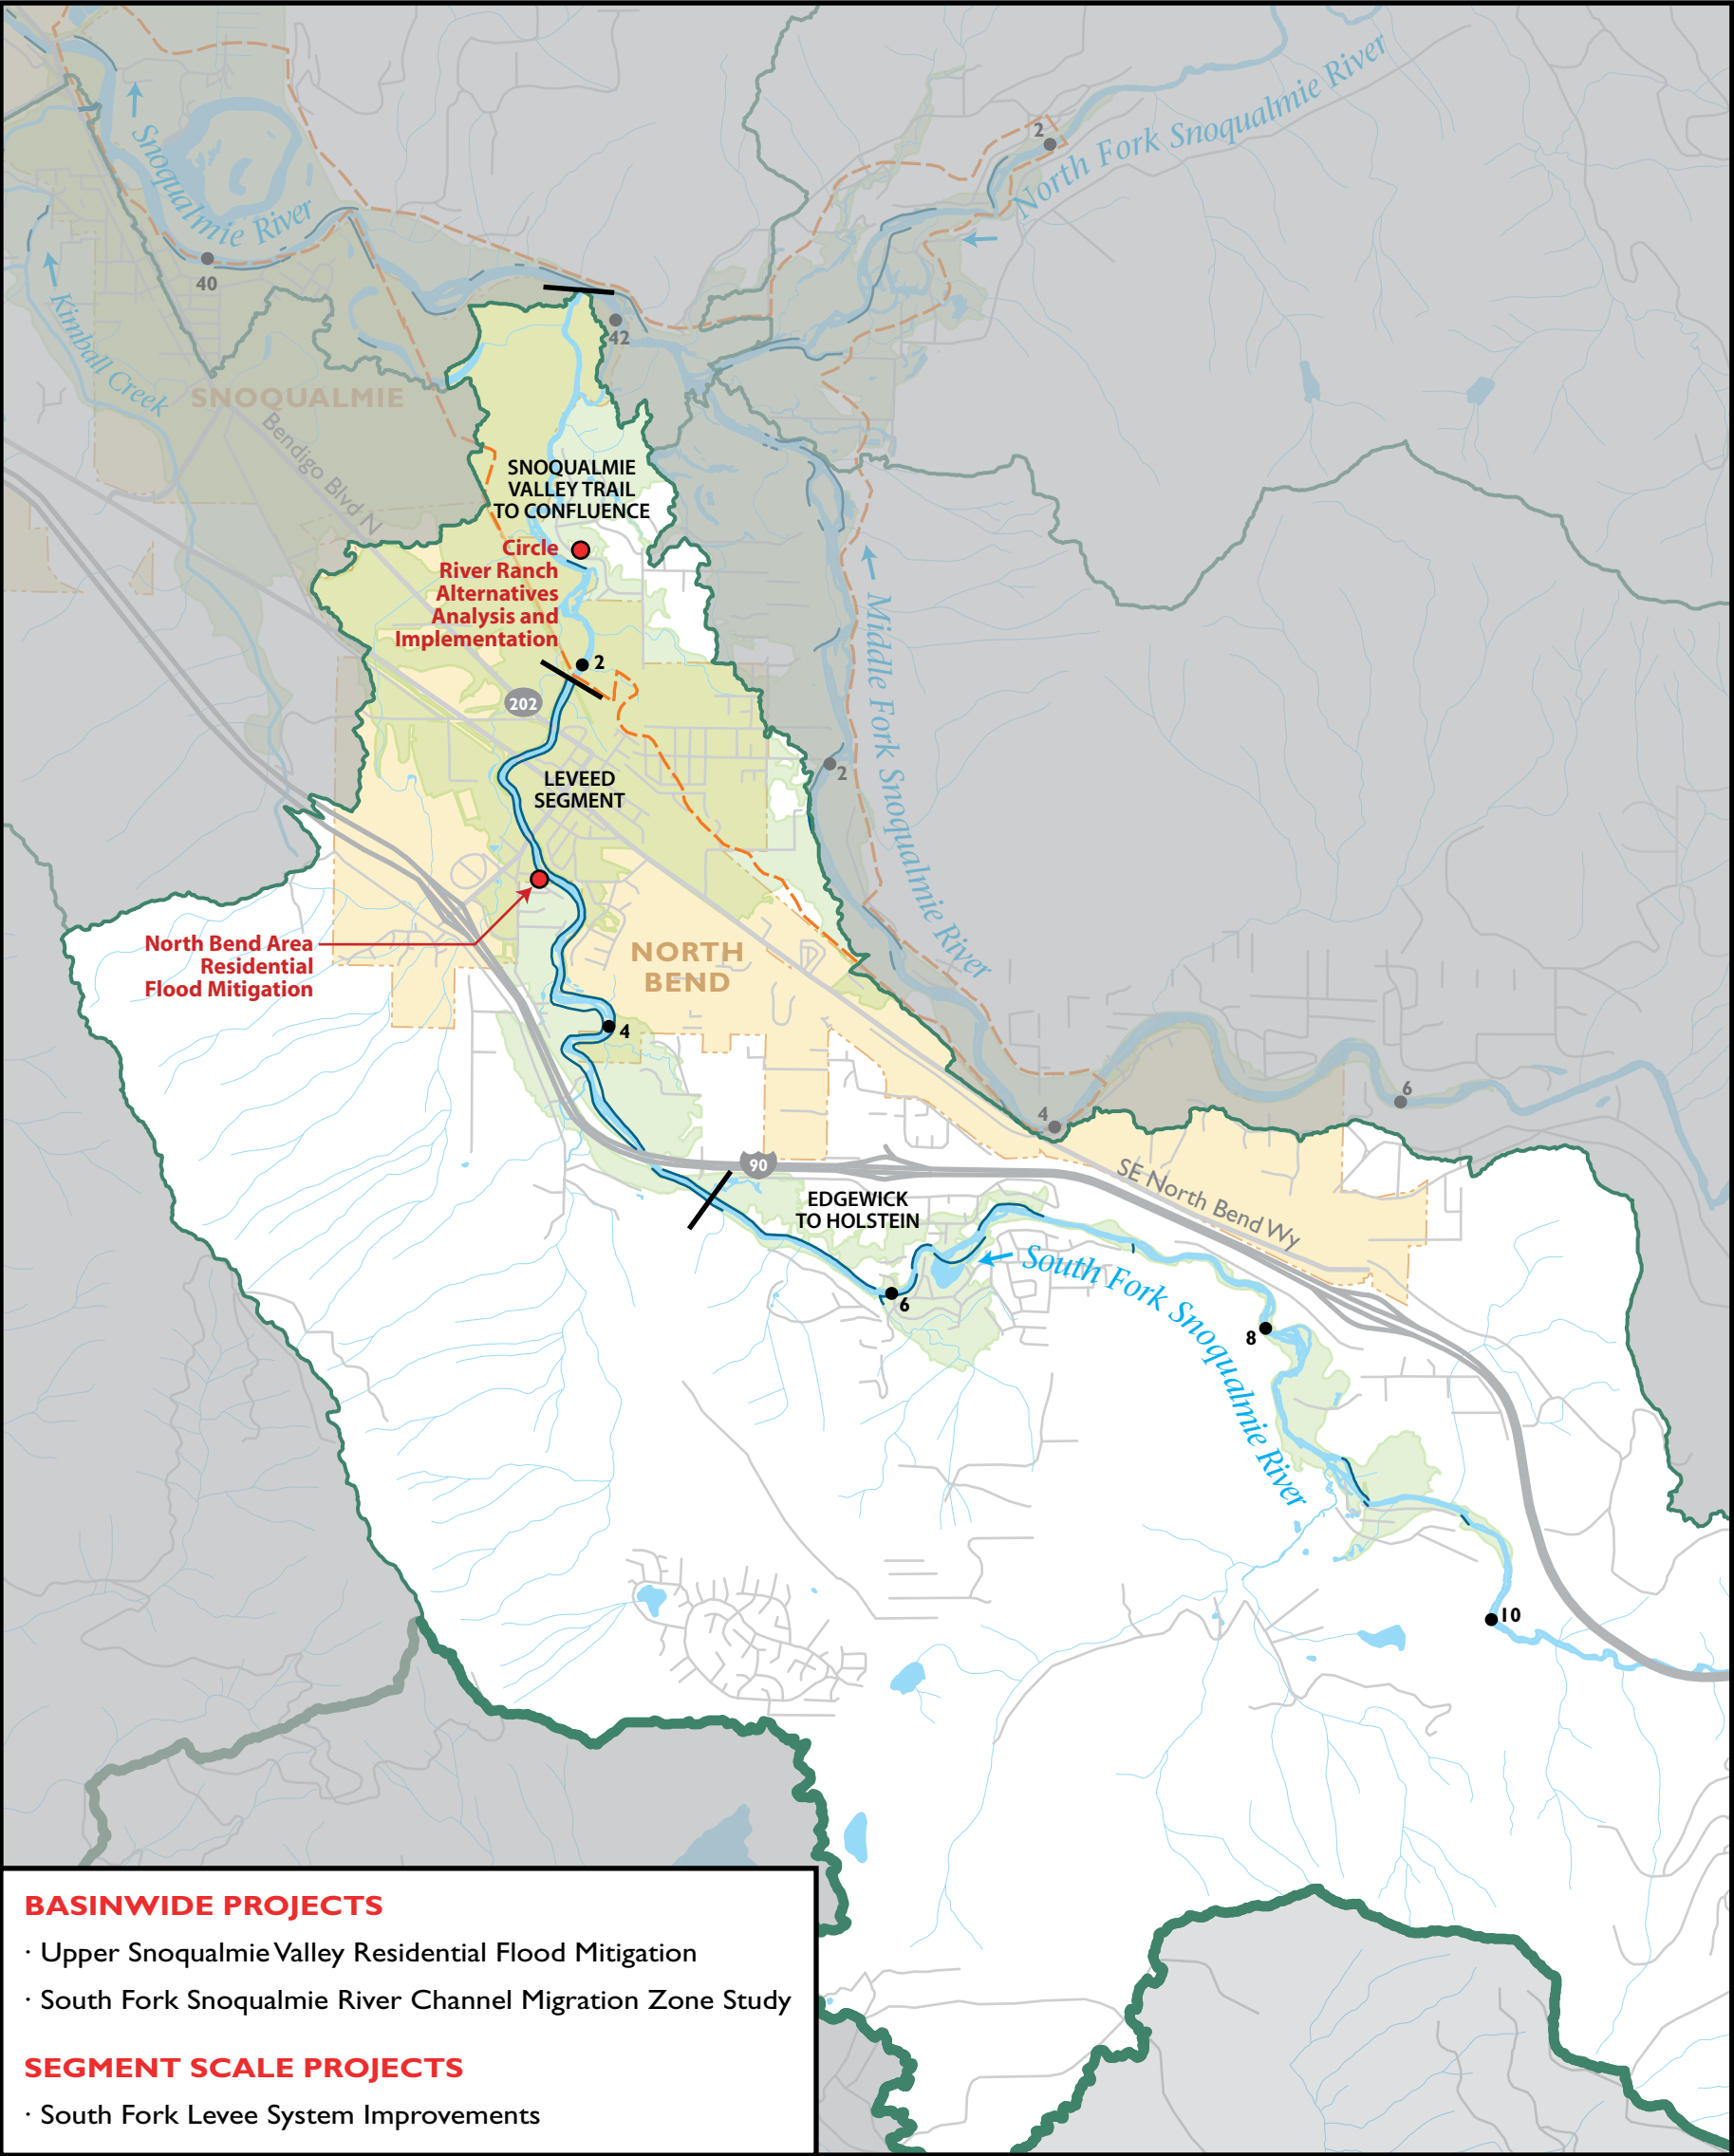 Snoqualmie River
North Fork Snoqualmie River
2
40
Kimball Creek
42
SNOQUALMIE
Bendigo Blvd N
SNOQUALMIE
VALLEY TRAIL
TO CONFLUENCE
Circle
River Ranch
Alternatives
Analysis and
Implementation
2
202
Middle Fork Snoqualmie River
2
LEVEED
SEGMENT
North Bend Area
Residential
Flood Mitigation
NORTH
BEND
4
4
6
90
SE North Bend Wy
EDGEWICK
TO HOLSTEIN
South Fork Snoqualmie River
6
8
10
BASINWIDE PROJECTS
· Upper Snoqualmie Valley Residential Flood Mitigation
· South Fork Snoqualmie River Channel Migration Zone Study
SEGMENT SCALE PROJECTS
· South Fork Levee System Improvements